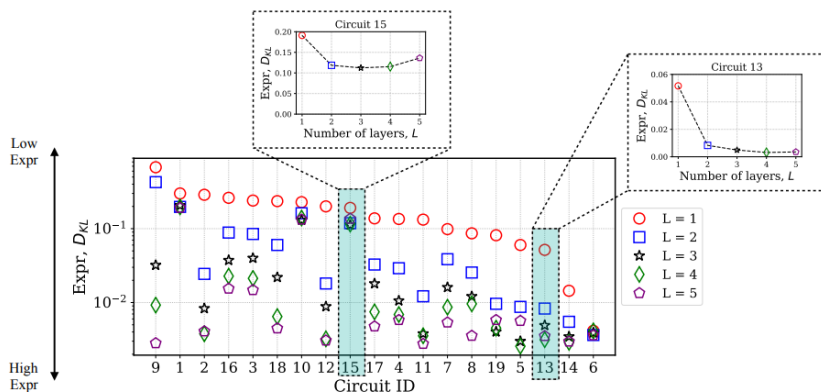 Circuit 15
Expr, D_KL
0.20
0.15
0.10
0.05
0.00
1 2 3 4 5
Number of layers, L
Circuit 13
Expr, D_KL
0.06
0.04
0.02
0.00
1 2 3 4 5
Number of layers, L
Low
Expr
High
Expr
Expr, D_KL
10⁻¹
10⁻²
9 1 2 16 3 18 10 12 15 17 4 11 7 8 19 5 13 14 6
Circuit ID
L = 1
L = 2
L = 3
L = 4
L = 5